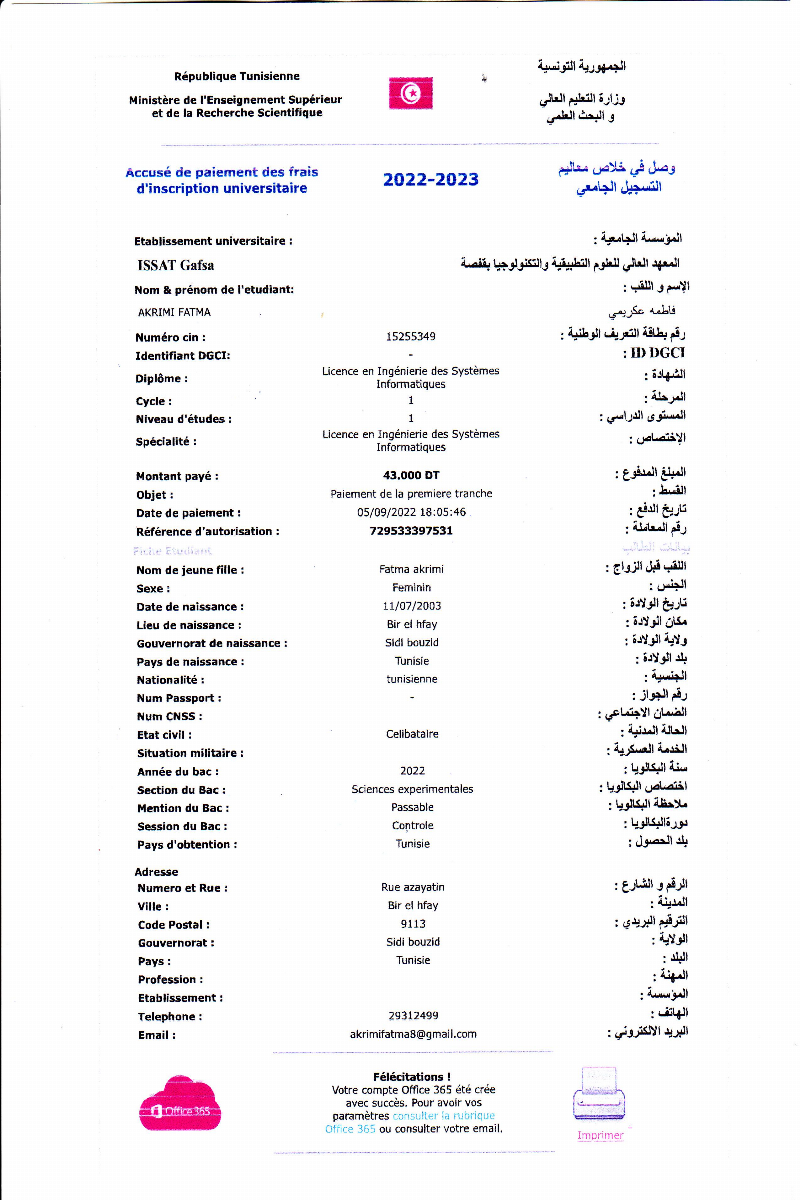 République Tunisienne
الجمهورية التونسية
Ministère de l'Enseignement Supérieur
et de la Recherche Scientifique
وزارة التعليم العالي
و البحث العلمي
Accusé de paiement des frais
d'inscription universitaire
2022-2023
وصل في خلاص معاليم
التسجيل الجامعي
Etablissement universitaire : المؤسسة الجامعية :
ISSAT Gafsa المعهد العالي للعلوم التطبيقية والتكنولوجيا بقفصة
Nom & prénom de l'etudiant: الإسم و اللقب :
AKRIMI FATMA فاطمه عكريمي
Numéro cin : 15255349 رقم بطاقة التعريف الوطنية :
Identifiant DGCI: - ID DGCI :
Diplôme : Licence en Ingénierie des Systèmes الشهادة :
Informatiques
Cycle : 1 المرحلة :
Niveau d'études : 1 المستوى الدراسي :
Spécialité : Licence en Ingénierie des Systèmes الإختصاص :
Informatiques
Montant payé : 43.000 DT المبلغ المدفوع :
Objet : Paiement de la premiere tranche القسط :
Date de paiement : 05/09/2022 18:05:46 تاريخ الدفع :
Référence d'autorisation : 729533397531 رقم المعاملة :
Fiche Etudiant بيانات الطالب
Nom de jeune fille : Fatma akrimi اللقب قبل الزواج :
Sexe : Feminin الجنس :
Date de naissance : 11/07/2003 تاريخ الولادة :
Lieu de naissance : Bir el hfay مكان الولادة :
Gouvernorat de naissance : Sidi bouzid ولاية الولادة :
Pays de naissance : Tunisie بلد الولادة :
Nationalité : tunisienne الجنسية :
Num Passport : - رقم الجواز :
Num CNSS : الضمان الاجتماعي :
Etat civil : Celibataire الحالة المدنية :
Situation militaire : الخدمة العسكرية :
Année du bac : 2022 سنة البكالويا :
Section du Bac : Sciences experimentales اختصاص البكالويا :
Mention du Bac : Passable ملاحظة البكالويا :
Session du Bac : Controle دورةالبكالويا :
Pays d'obtention : Tunisie بلد الحصول :
Adresse
Numero et Rue : Rue azayatin الرقم و الشارع :
Ville : Bir el hfay المدينة :
Code Postal : 9113 الترقيم البريدي :
Gouvernorat : Sidi bouzid الولاية :
Pays : Tunisie البلد :
Profession : المهنة :
Etablissement : المؤسسة :
Telephone : 29312499 الهاتف :
Email : akrimifatma8@gmail.com البريد الالكتروني :
Félécitations !
Votre compte Office 365 été crée
avec succès. Pour avoir vos
paramètres consulter la rubrique
Office 365 ou consulter votre email.
Office 365
Imprimer